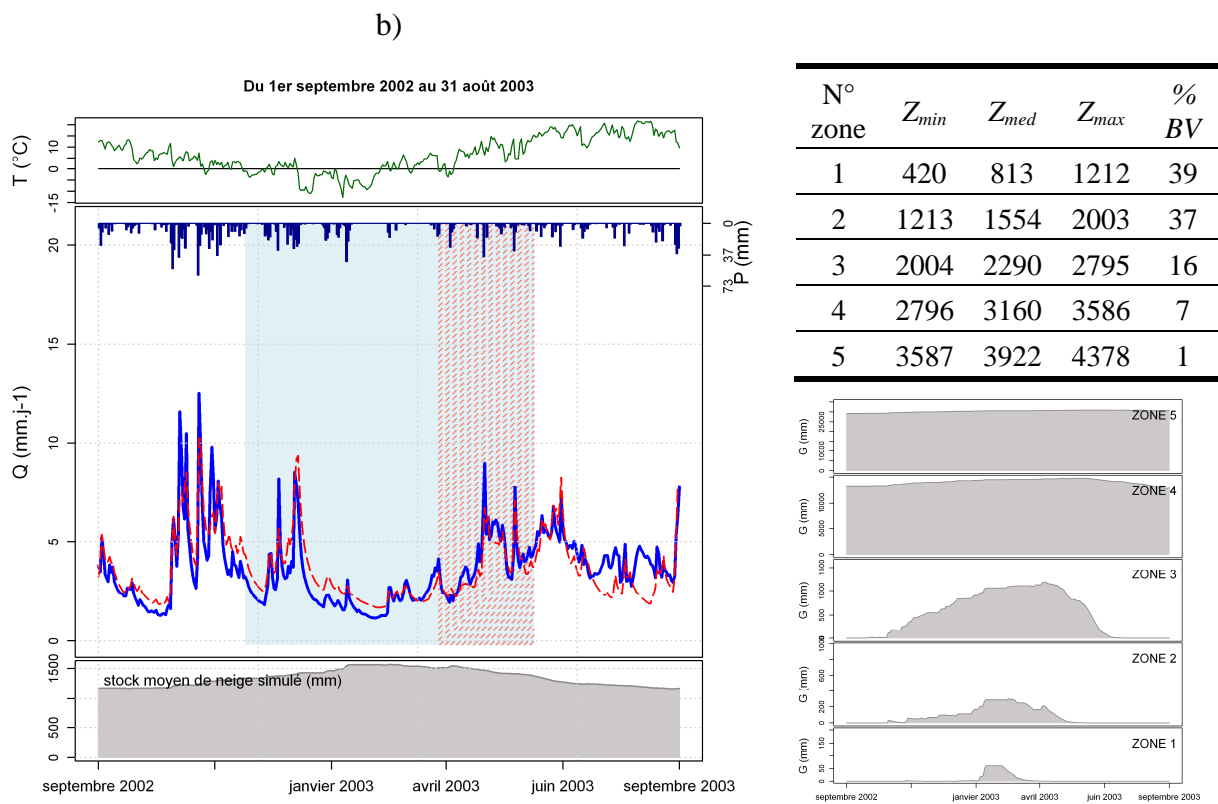 b)
Du 1er septembre 2002 au 31 août 2003
T (°C)
10
0
-15
Q (mm.j-1)
20
15
10
5
0
P (mm)
0
37
73
stock moyen de neige simulé (mm)
1500
500
0
septembre 2002
janvier 2003
avril 2003
juin 2003
septembre 2003
N° zone Zmin Zmed Zmax % BV
1 420 813 1212 39
2 1213 1554 2003 37
3 2004 2290 2795 16
4 2796 3160 3586 7
5 3587 3922 4378 1
ZONE 5
G (mm)
25000
10000
0
ZONE 4
G (mm)
10000
5000
0
ZONE 3
G (mm)
1500
1000
500
0
ZONE 2
G (mm)
1000
600
200
0
ZONE 1
G (mm)
150
50
0
septembre 2002
janvier 2003
avril 2003
juin 2003
septembre 2003